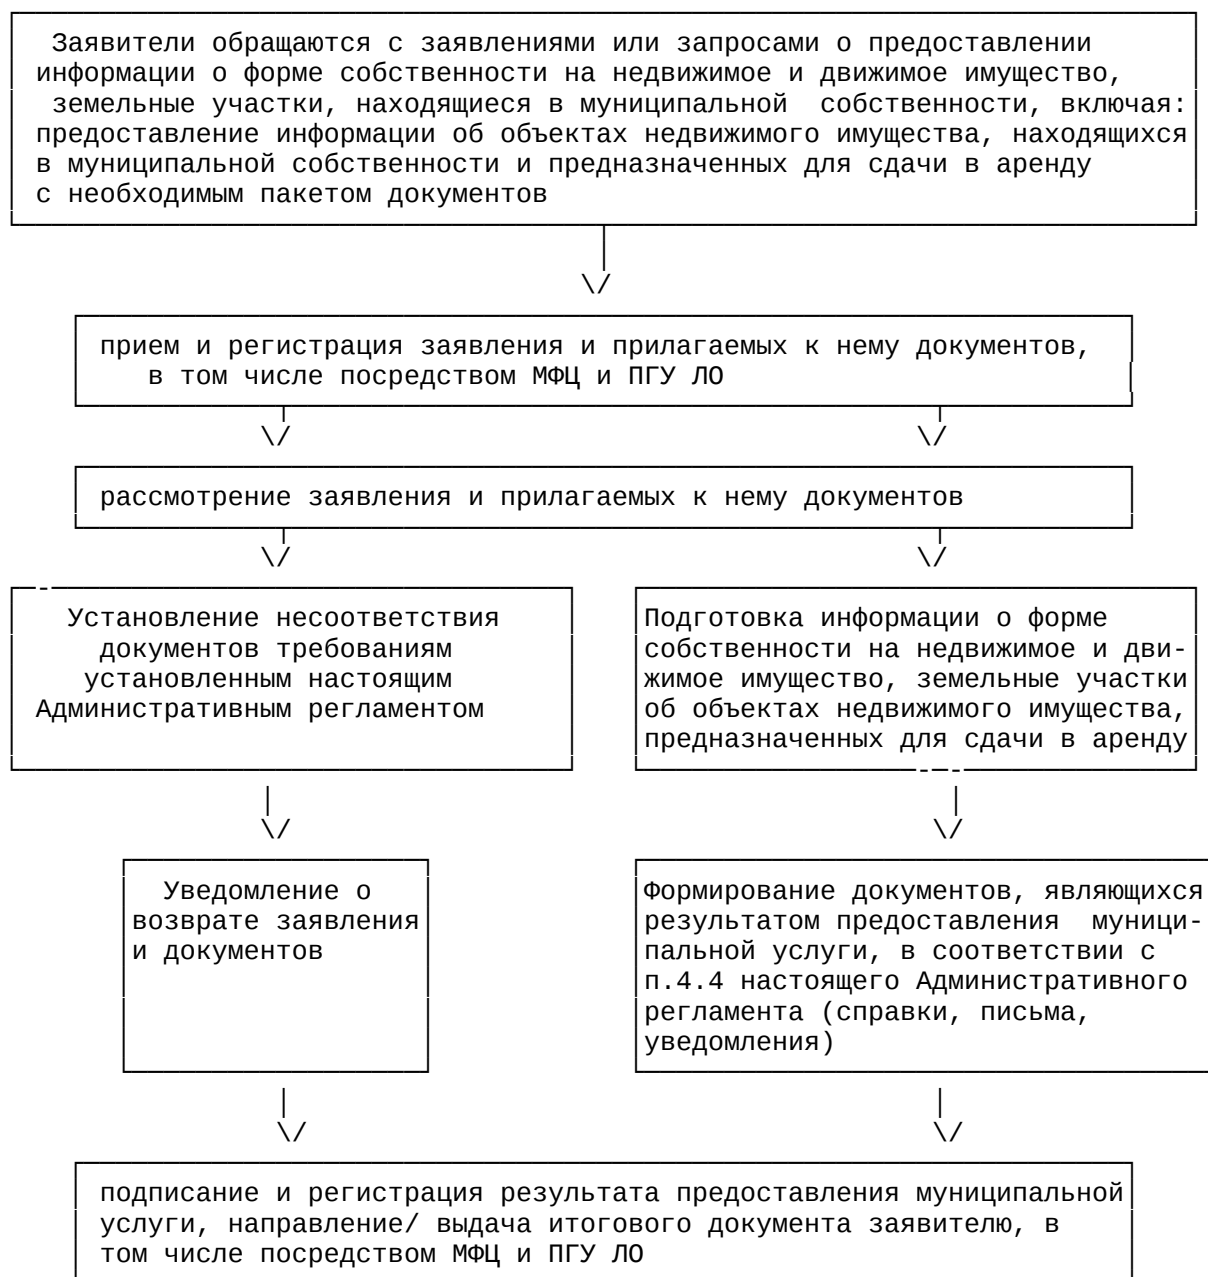 Заявители обращаются с заявлениями или запросами о предоставлении
информации о форме собственности на недвижимое и движимое имущество,
земельные участки, находящиеся в муниципальной собственности, включая:
предоставление информации об объектах недвижимого имущества, находящихся
в муниципальной собственности и предназначенных для сдачи в аренду
с необходимым пакетом документов
прием и регистрация заявления и прилагаемых к нему документов,
в том числе посредством МФЦ и ПГУ ЛО
рассмотрение заявления и прилагаемых к нему документов
Установление несоответствия
документов требованиям
установленным настоящим
Административным регламентом
Подготовка информации о форме
собственности на недвижимое и дви-
жимое имущество, земельные участки
об объектах недвижимого имущества,
предназначенных для сдачи в аренду
Уведомление о
возврате заявления
и документов
Формирование документов, являющихся
результатом предоставления муници-
пальной услуги, в соответствии с
п.4.4 настоящего Административного
регламента (справки, письма,
уведомления)
подписание и регистрация результата предоставления муниципальной
услуги, направление/ выдача итогового документа заявителю, в
том числе посредством МФЦ и ПГУ ЛО